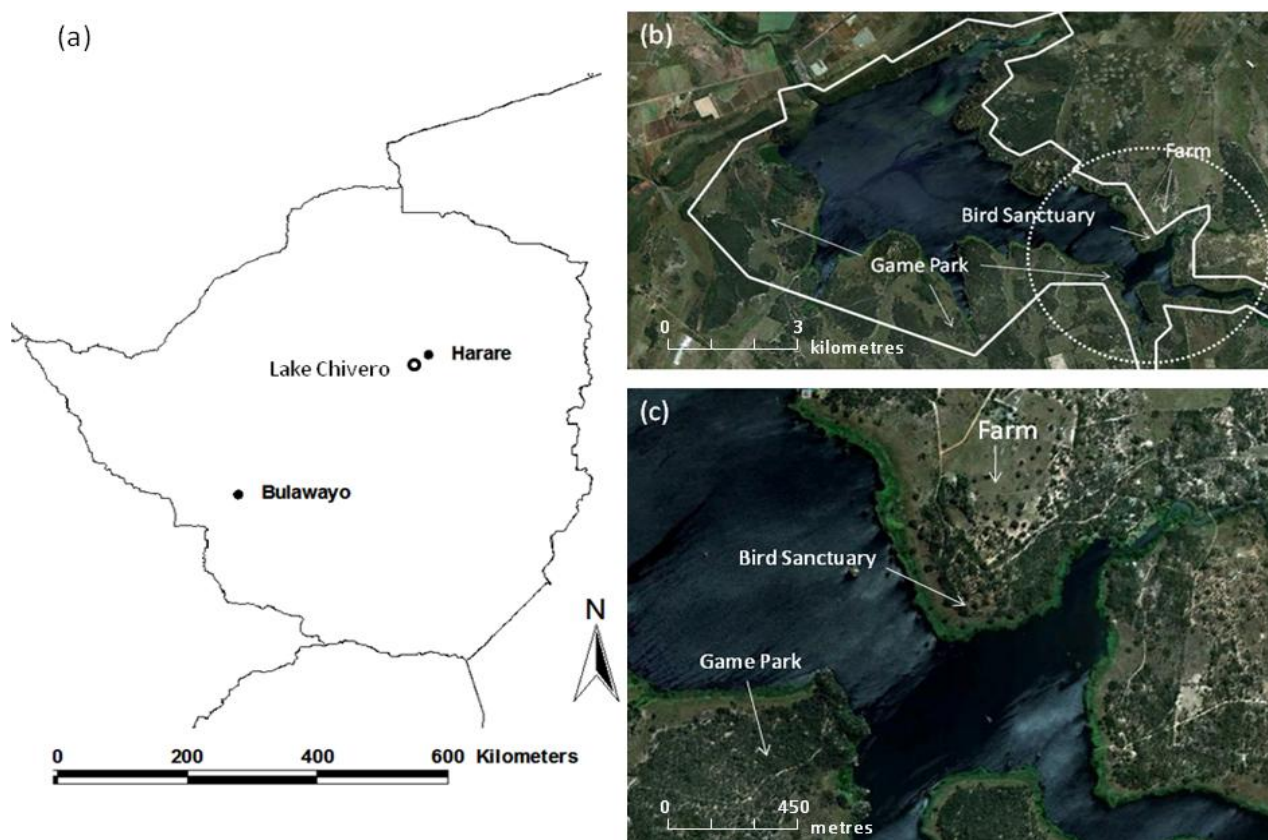 (a)
Lake Chivero
Harare
Bulawayo
N
0 200 400 600 Kilometers
(b)
Farm
Bird Sanctuary
Game Park
0 3
kilometres
(c)
Farm
Bird Sanctuary
Game Park
0 450
metres